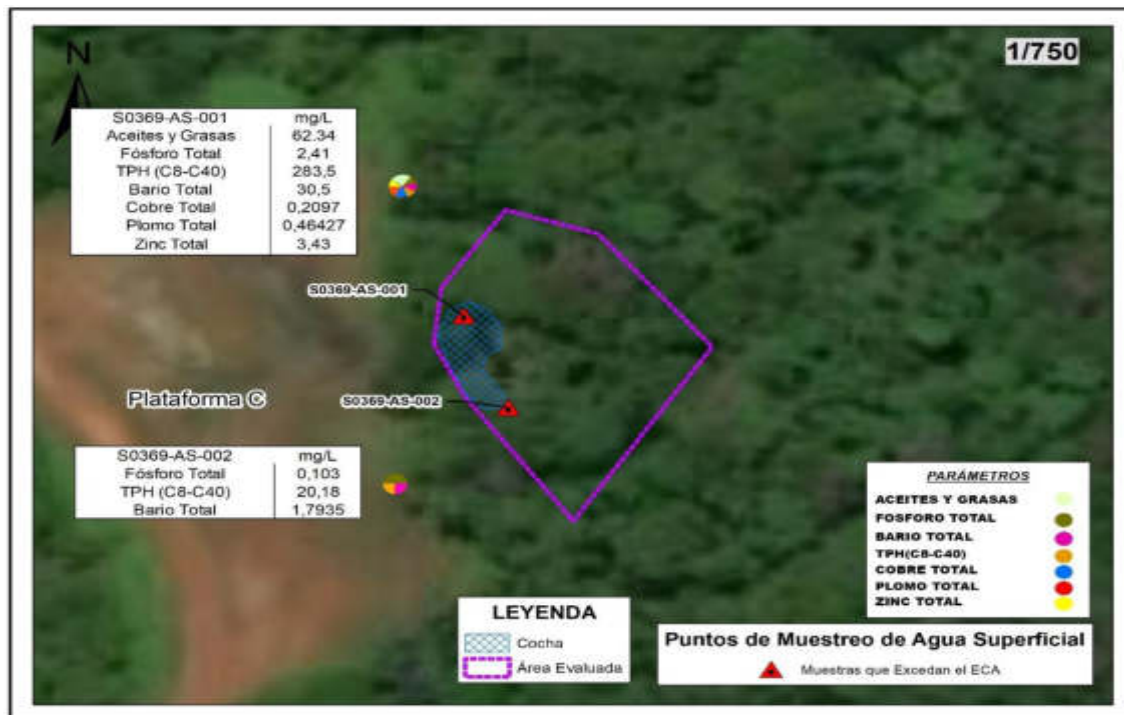 N
1/750
S0369-AS-001 mg/L
Aceites y Grasas 62.34
Fósforo Total 2,41
TPH (C8-C40) 283,5
Bario Total 30,5
Cobre Total 0,2097
Plomo Total 0,46427
Zinc Total 3,43
S0369-AS-001
Plataforma C
S0369-AS-002
S0369-AS-002 mg/L
Fósforo Total 0,103
TPH (C8-C40) 20,18
Bario Total 1,7935
PARÁMETROS
ACEITES Y GRASAS
FOSFORO TOTAL
BARIO TOTAL
TPH(C8-C40)
COBRE TOTAL
PLOMO TOTAL
ZINC TOTAL
LEYENDA
Cocha
Área Evaluada
Puntos de Muestreo de Agua Superficial
Muestras que Excedan el ECA